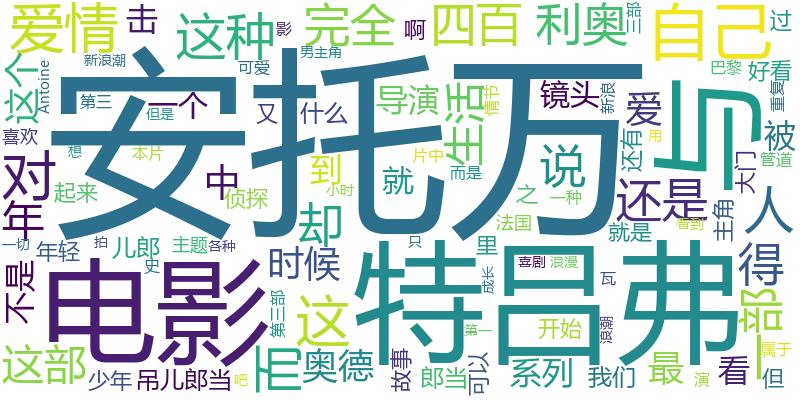 爱情
击
这种
影
完全
啊
四百
利奥
三部
自己
过
这个
Antoine
新浪潮
可爱
男主角
巴黎
好看
重复
第三
一个
但是
又
什么
导演
生活
情节
镜头
新浪
爱
还有
用
与
被
管道
大门
喜欢
想
本片
安托万
对
年
起来
中
侦探
到
小时
就
片中
而是
说
之
一种
法国
还是
就是
看到
主角
人
一切
年轻
拍
儿郎
史
主题
各种
时候
却
电影
特吕弗
只
里
成长
喜剧
浪漫
瓦
得
不是
第三部
这
第一
开始
浪潮
一部
属于
这部
少年
吊儿郎当
吧
和
奥德
故事
郎当
可以
系列
我们
最
演
看
但